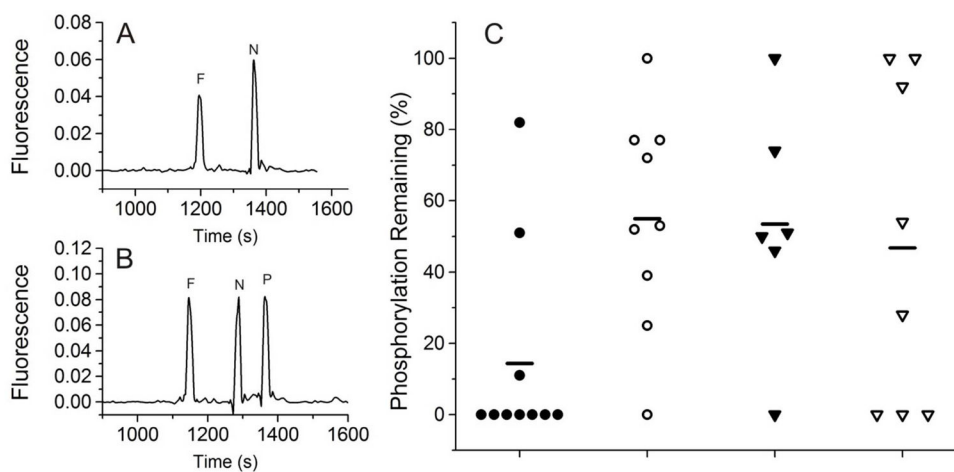 A
Fluorescence
0.08
0.06
0.04
0.02
0.00
F
N
1000 1200 1400 1600
Time (s)
B
Fluorescence
0.12
0.10
0.08
0.06
0.04
0.02
0.00
F N P
1000 1200 1400 1600
Time (s)
C
Phosphorylation Remaining (%)
100
80
60
40
20
0